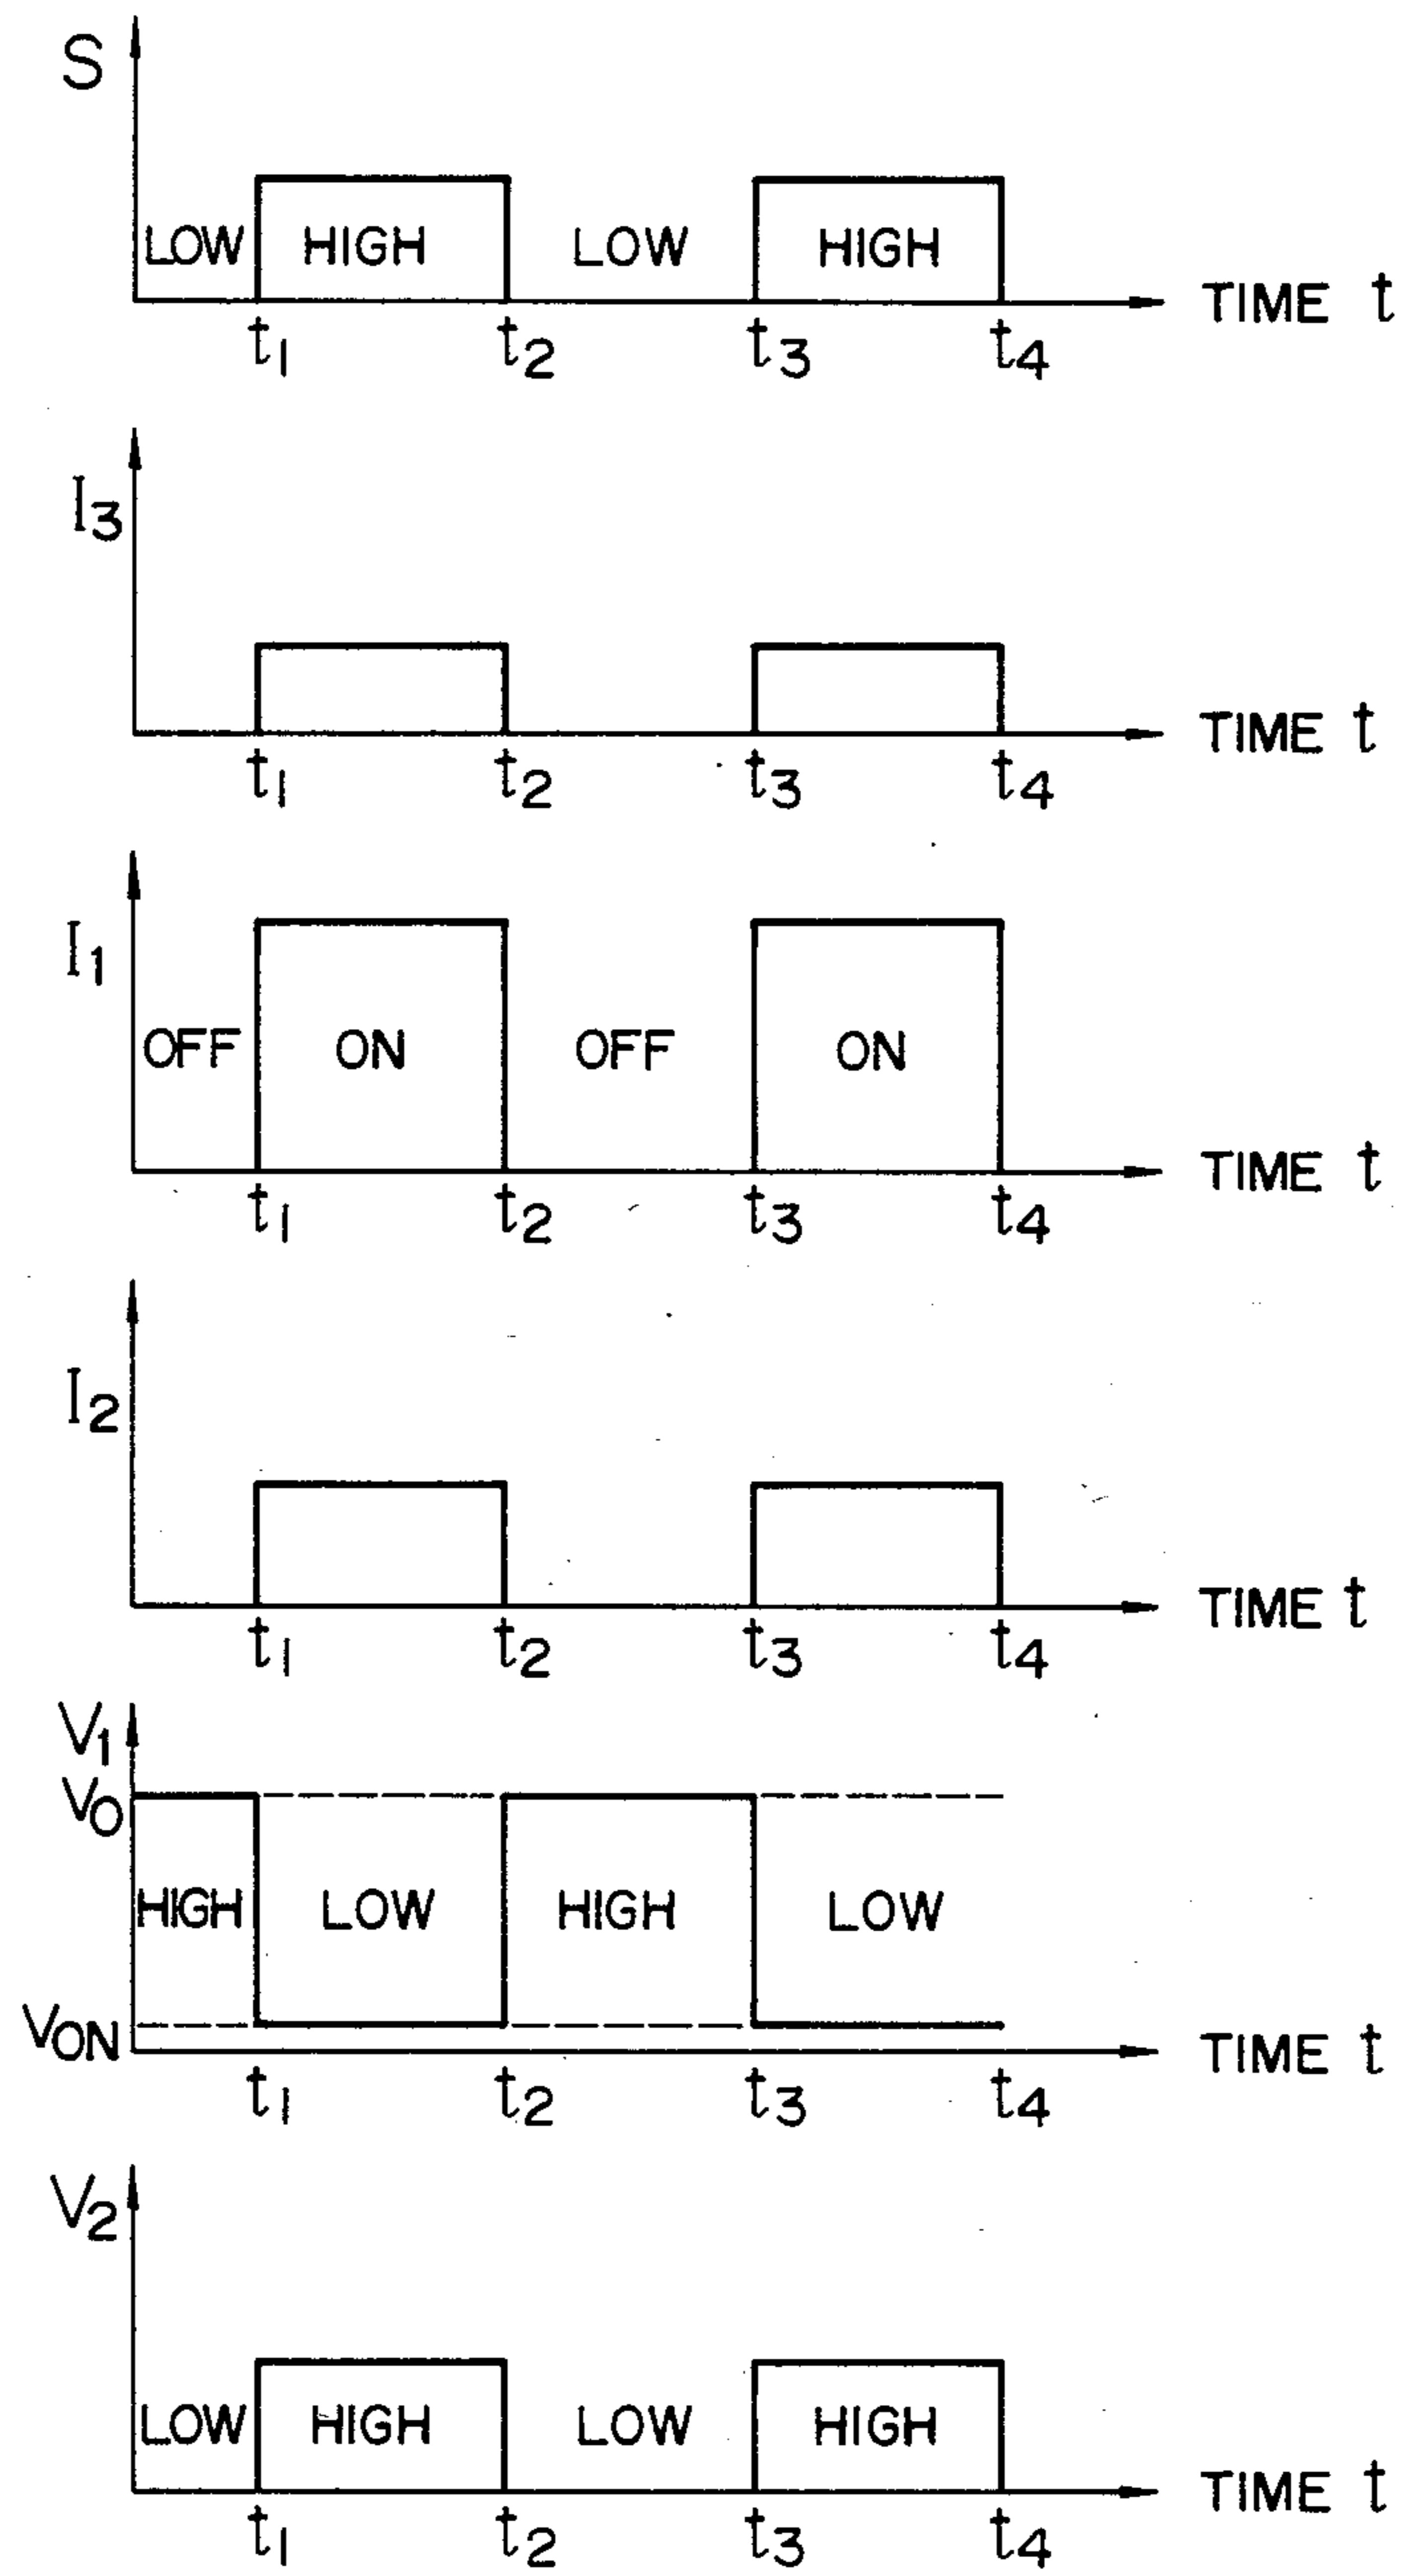 S
LOW HIGH LOW HIGH
TIME t
t1 t2 t3 t4
I3
TIME t
t1 t2 t3 t4
I1
OFF ON OFF ON
TIME t
t1 t2 t3 t4
I2
TIME t
t1 t2 t3 t4
V1
VO
HIGH LOW HIGH LOW
VON
TIME t
t1 t2 t3 t4
V2
LOW HIGH LOW HIGH
TIME t
t1 t2 t3 t4